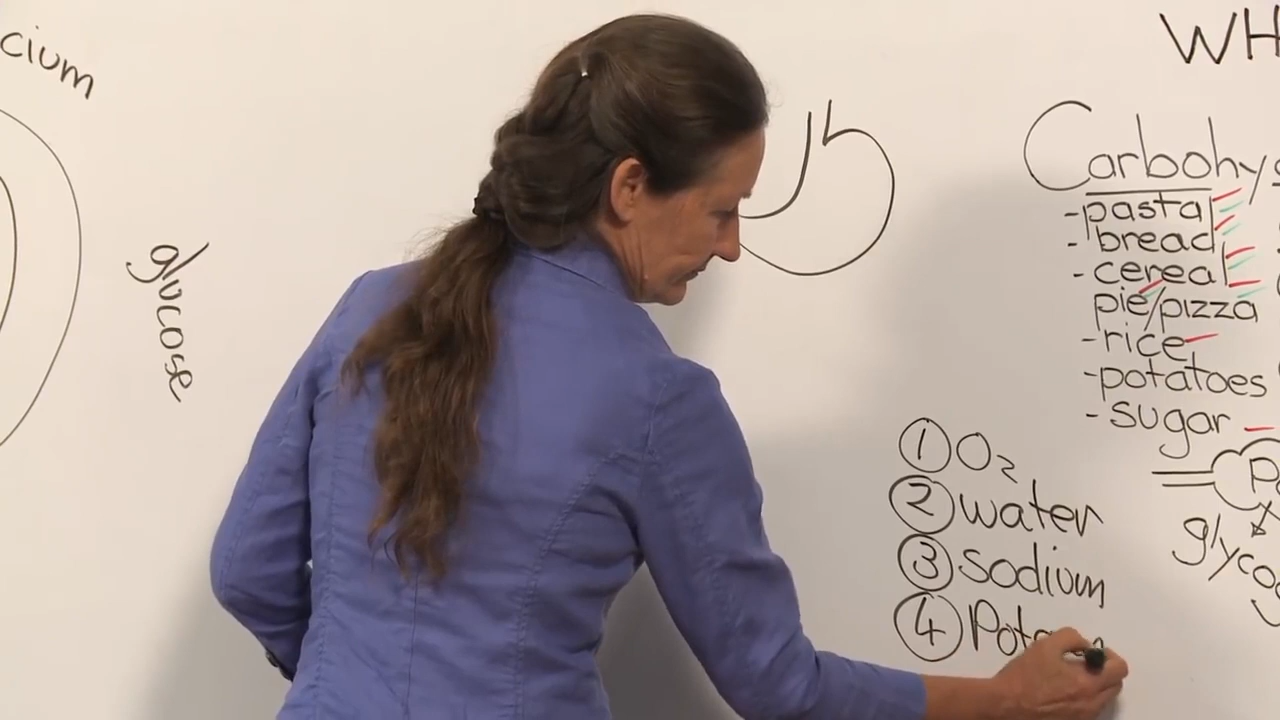 cium
glucose
WH
Carbohy
-pasta
-bread
-cereal
pie/pizza
-rice
-potatoes
-sugar
① O₂
② water
③ sodium
④
glyco